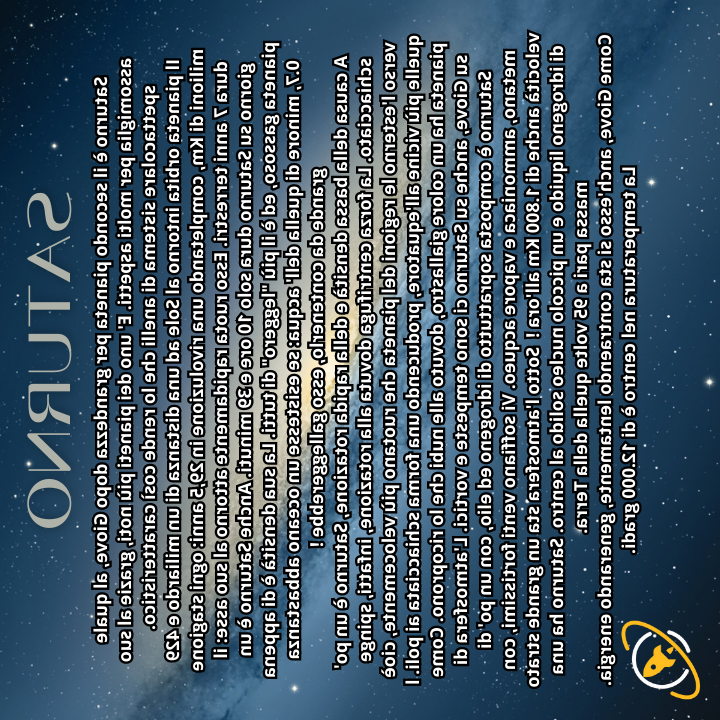 SATURNO
Saturno è il secondo pianeta per grandezza dopo Giove, al quale
assomiglia per molti aspetti. E' uno dei pianeti più noti, grazie al suo
spettacolare sistema di anelli che lo rende così caratteristico.
Il pianeta orbita intorno al Sole ad una distanza di un miliardo e 429
milioni di km, completando una rivoluzione in 29,5 anni: ogni stagione
dura 7 anni terrestri. Esso ruota rapidamente attorno al suo asse: il
giorno su Saturno dura solo 10 ore e 39 minuti. Anche Saturno è un
pianeta gassoso, ed è il più "leggero" di tutti. La sua densità è di appena
0,7, minore di quella dell'acqua: se esistesse un oceano abbastanza
grande da contenerlo, esso galleggerebbe !
A causa della bassa densità e della rapida rotazione, Saturno è un po'
schiacciato. La forza centrifuga dovuta alla rotazione, infatti, spinge
verso l'esterno le regioni del pianeta che ruotano più velocemente, cioè
quelle più vicine all'equatore, producendo una forma schiacciata ai poli. I
pianeta ha un colore giallastro, dovuto alle nubi che lo ricoprono. Come
su Giove, anche su Saturno ci sono tempeste e vortici. L'atmosfera di
Saturno è composta soprattutto di idrogeno ed elio, con un po' di
metano, ammoniaca e vapore acqueo. Vi soffiano venti fortissimi, con
velocità anche di 1.800 Km all'ora! Sotto l'atmosfera sta un grande strato
di idrogeno liquido e un piccolo nucleo solido al centro. Saturno ha una
massa pari a 95 volte quella della Terra.
Come Giove, anch'esso si sta contraendo lentamente, generando energia.
La temperatura nel centro è di 12.000 gradi.